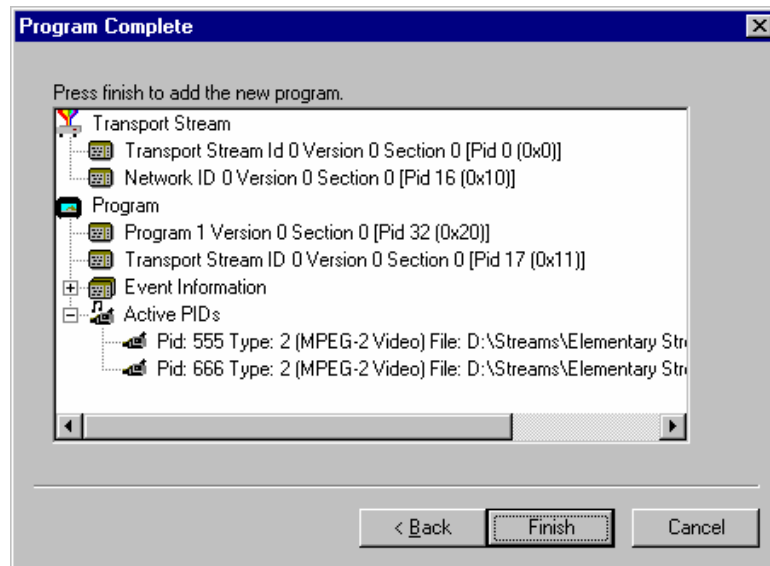 Program Complete
Press finish to add the new program.
Transport Stream
Transport Stream Id 0 Version 0 Section 0 [Pid 0 (0x0)]
Network ID 0 Version 0 Section 0 [Pid 16 (0x10)]
Program
Program 1 Version 0 Section 0 [Pid 32 (0x20)]
Transport Stream ID 0 Version 0 Section 0 [Pid 17 (0x11)]
Event Information
Active PIDs
Pid: 555 Type: 2 (MPEG-2 Video) File: D:\Streams\Elementary Stre
Pid: 666 Type: 2 (MPEG-2 Video) File: D:\Streams\Elementary Stre
< Back Finish Cancel